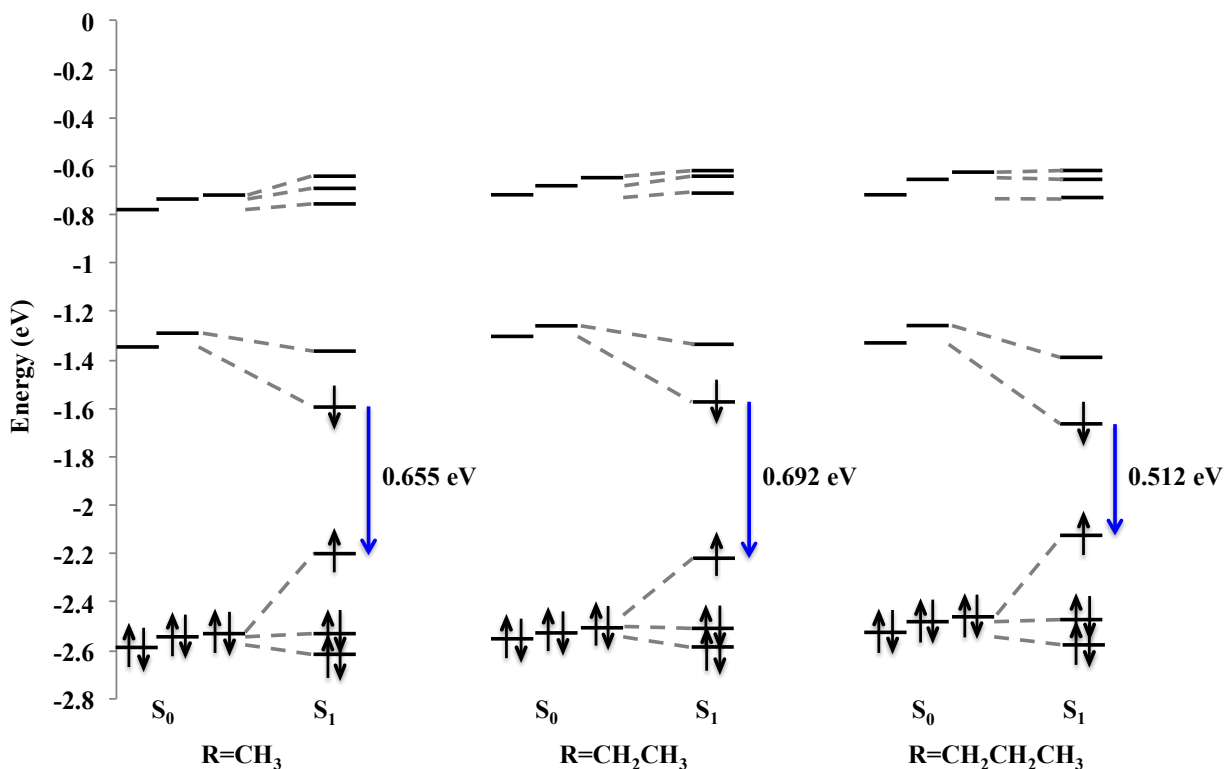 0
-0.2
-0.4
-0.6
-0.8
-1
-1.2
-1.4
-1.6
-1.8
-2
-2.2
-2.4
-2.6
-2.8
Energy (eV)
0.655 eV
0.692 eV
0.512 eV
S₀ S₁ S₀ S₁ S₀ S₁
R=CH₃ R=CH₂CH₃ R=CH₂CH₂CH₃